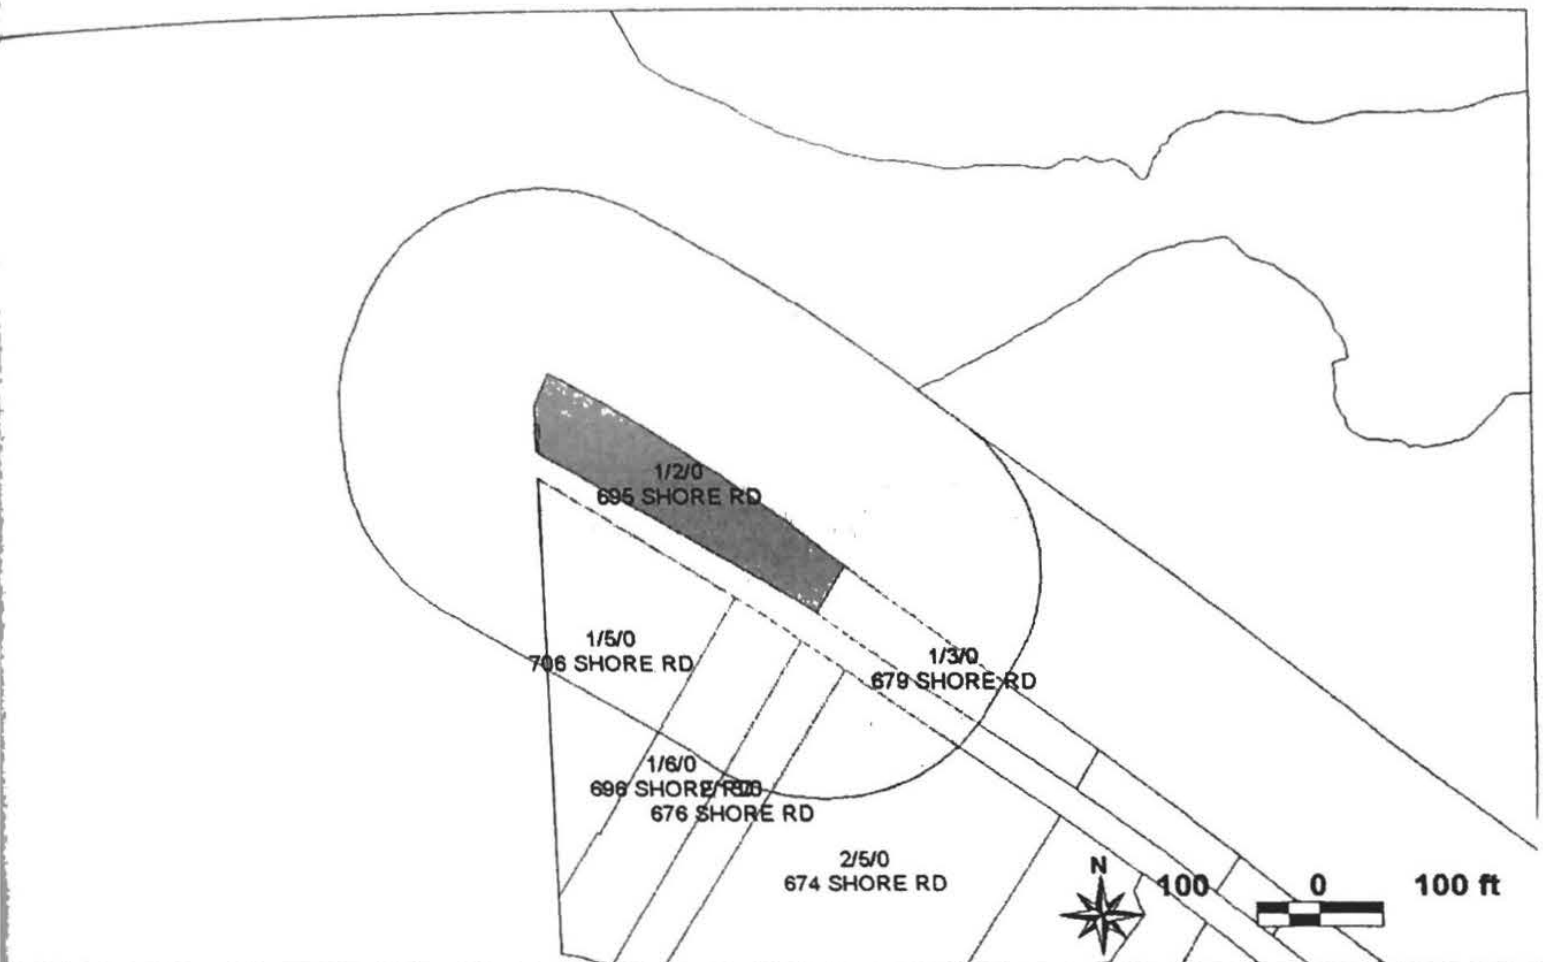 1/2/0
695 SHORE RD
1/5/0
706 SHORE RD
1/3/0
679 SHORE RD
1/6/0
696 SHORE RD
676 SHORE RD
2/5/0
674 SHORE RD
N
100 0 100 ft